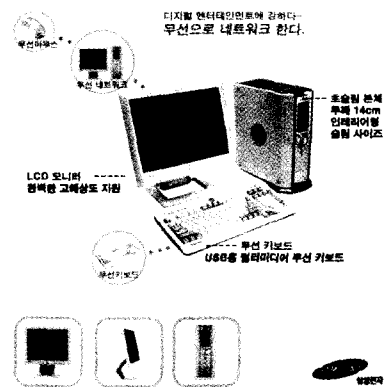 디지털 엔터테인먼트에 강하다-
무선으로 네트워크 한다.
무선마우스
무선 네트워크
초슬림 본체
두께 14cm
인테리어형
슬림 사이즈
LCD 모니터
완벽한 고해상도 지원
무선 키보드
USB용 멀티미디어 무선 키보드
무선키보드
삼성전자